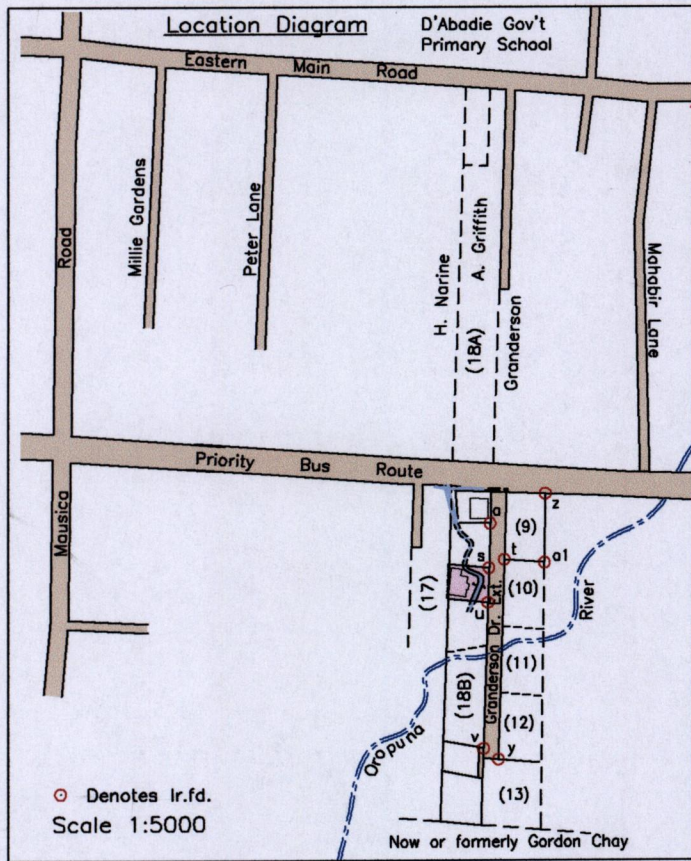 Location Diagram
D'Abadie Gov't
Primary School
Eastern Main Road
Road
Millie Gardens
Peter Lane
H. Narine
(18A)
A. Griffith
Granderson
Mahabir Lane
Priority Bus Route
Mausica
(17)
a
z
(9)
s
t
a1
(10)
u
Granderson Dr. Ext.
River
(11)
(18B)
(12)
v
y
Oropuna
(13)
Denotes Ir.fd.
Scale 1:5000
Now or formerly Gordon Chay